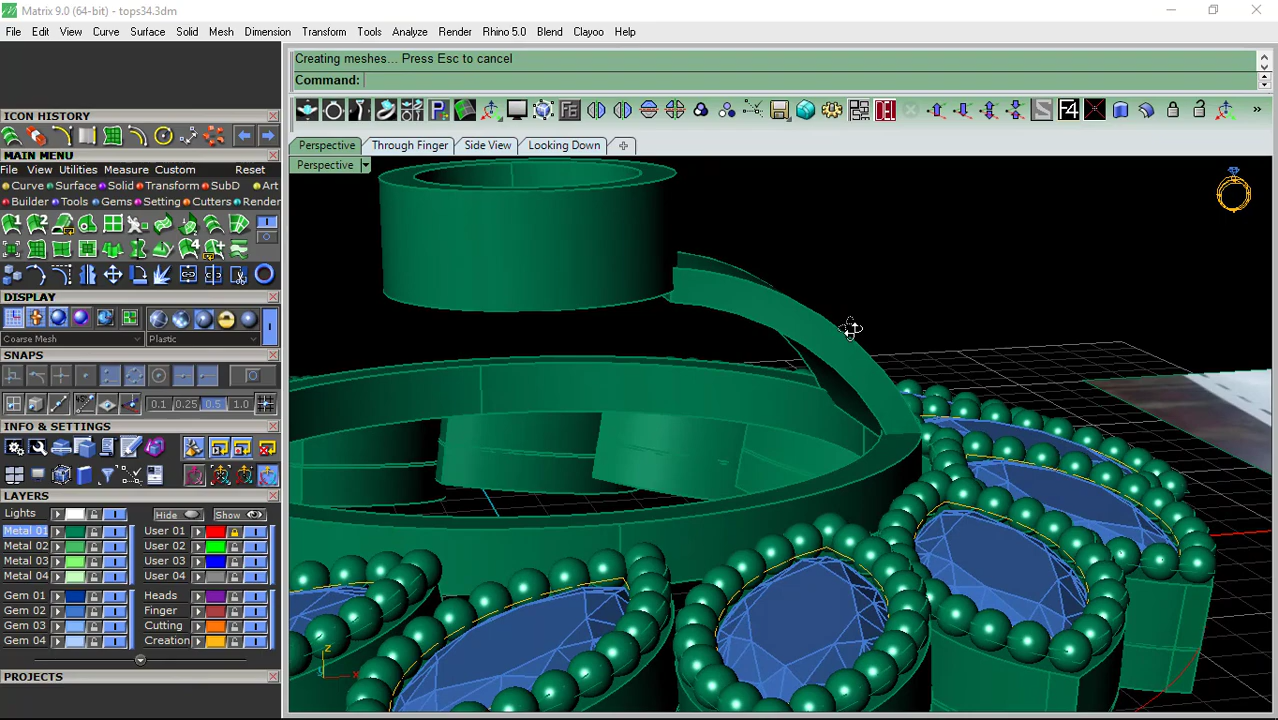 Matrix 9.0 (64-bit) - tops34.3dm
File Edit View Curve Surface Solid Mesh Dimension Transform Tools Analyze Render Rhino 5.0 Blend Clayoo Help
Creating meshes... Press Esc to cancel
Command:
ICON HISTORY
MAIN MENU
File View Utilities Measure Custom Reset
Curve Surface Solid Transform SubD Art
Builder Tools Gems Setting Cutters Render
DISPLAY
Coarse Mesh Plastic
SNAPS
0.1 0.25 0.5 1.0
INFO & SETTINGS
LAYERS
Lights Hide Show
Metal 01 User 01
Metal 02 User 02
Metal 03 User 03
Metal 04 User 04
Gem 01 Heads
Gem 02 Finger
Gem 03 Cutting
Gem 04 Creation
PROJECTS
Perspective Through Finger Side View Looking Down
Perspective
F4
z
x